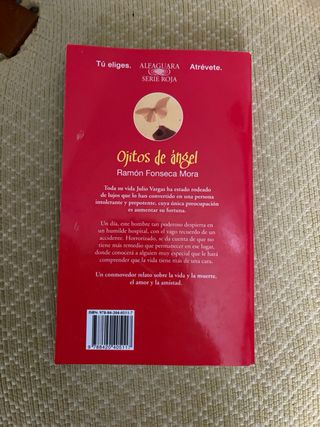 Tú eliges.
ALFAGUARA
SERIE ROJA
Atrévete.
Ojitos de ángel
Ramón Fonseca Mora
Toda su vida Julio Vargas ha estado rodeado
de lujos que lo han convertido en una persona
intolerante y prepotente, cuya única preocupación
es aumentar su fortuna.
Un día, este hombre tan poderoso despierta en
un humilde hospital, con el vago recuerdo de un
accidente. Horrorizado, se da cuenta de que no
tiene más remedio que permanecer en ese lugar,
donde conocerá a alguien muy especial que le hará
comprender que la vida tiene más de una cara.
Un conmovedor relato sobre la vida y la muerte,
el amor y la amistad.